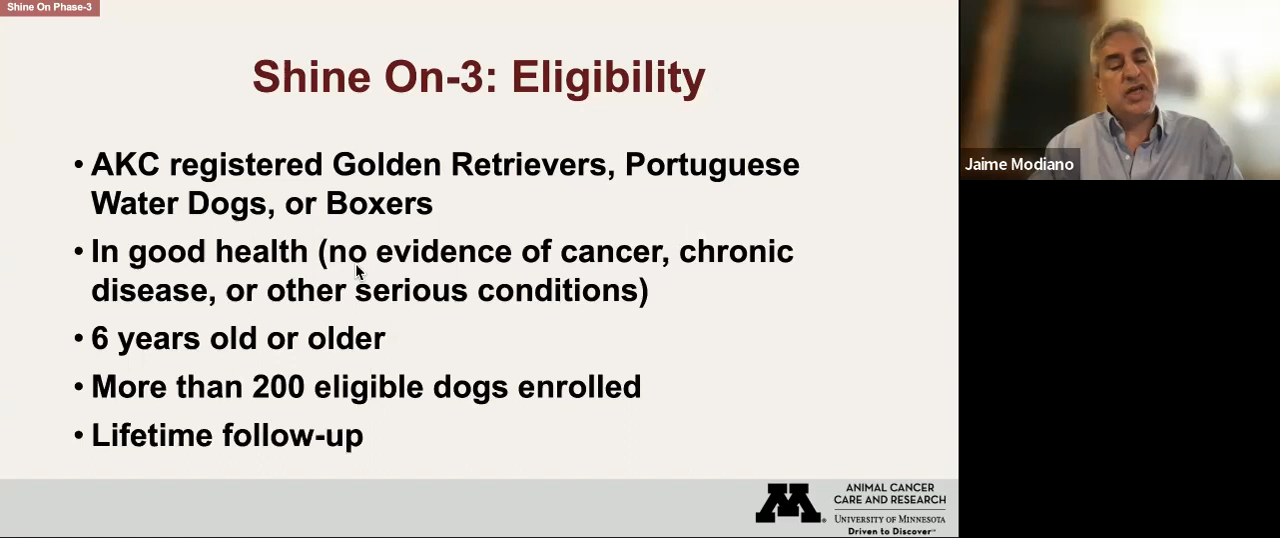 Shine On Phase-3
Shine On-3: Eligibility
• AKC registered Golden Retrievers, Portuguese
Water Dogs, or Boxers
• In good health (no evidence of cancer, chronic
disease, or other serious conditions)
• 6 years old or older
• More than 200 eligible dogs enrolled
• Lifetime follow-up
Jaime Modiano
M
ANIMAL CANCER
CARE AND RESEARCH
UNIVERSITY OF MINNESOTA
Driven to Discover℠